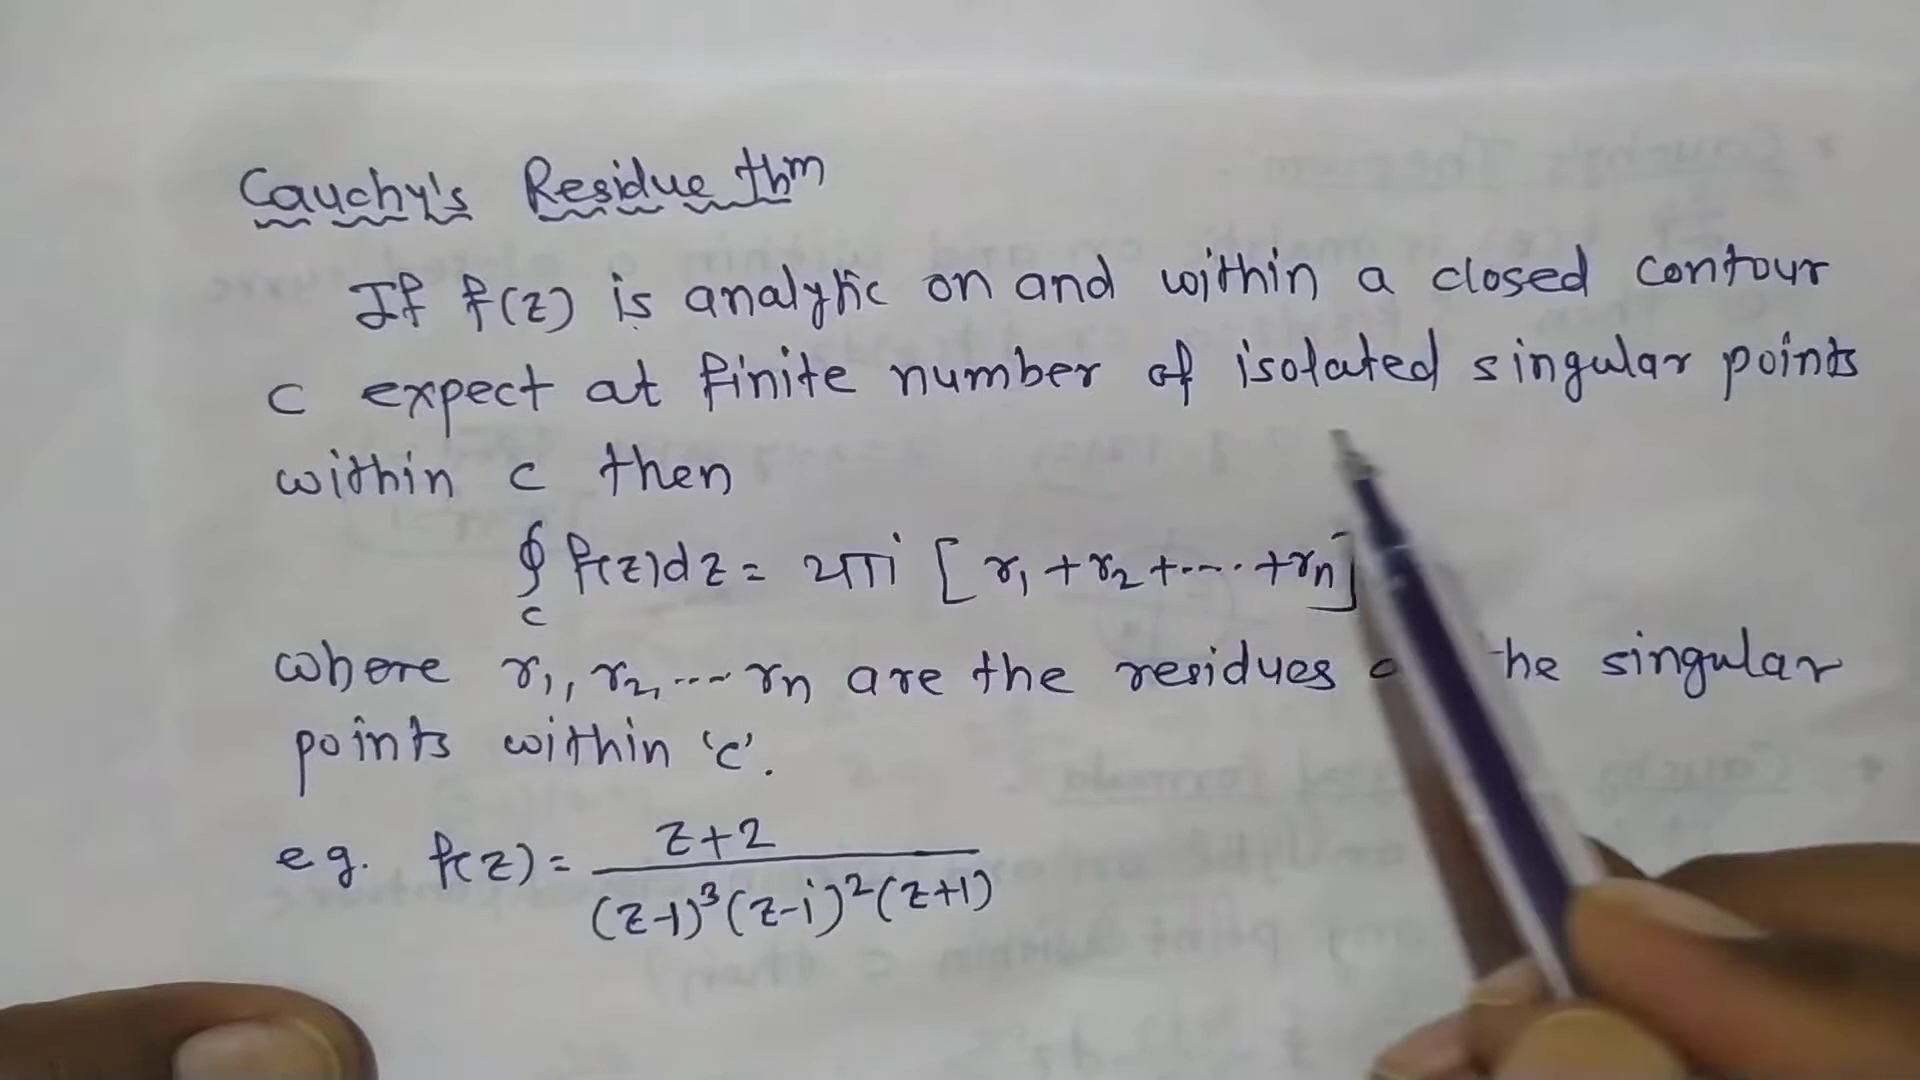 Cauchy's Residue thm
If f(z) is analytic on and within a closed contour
c expect at finite number of isolated singular points
within c then
∮c f(z)dz = 2πi [r₁ + r₂ + .... + rn]
where r₁, r₂, ... rn are the residues the singular
points within 'c'.
eg. f(z) = z+2 / (z-1)³(z-i)²(z+1)